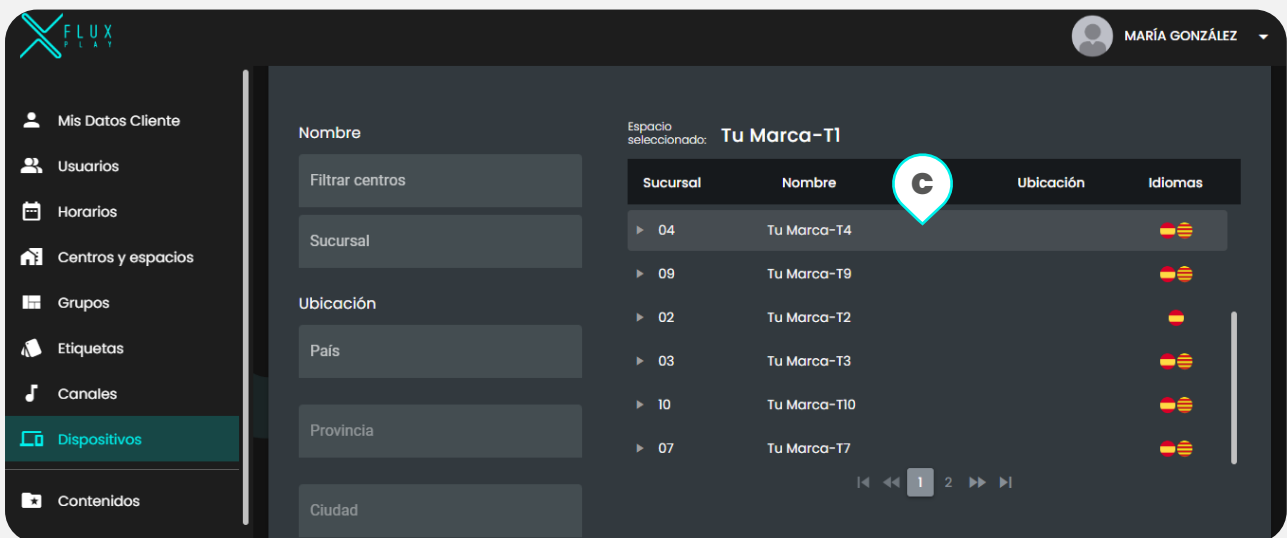 FLUX
PLAY
MARÍA GONZÁLEZ
Mis Datos Cliente
Usuarios
Horarios
Centros y espacios
Grupos
Etiquetas
Canales
Dispositivos
Contenidos
Nombre
Filtrar centros
Sucursal
Ubicación
País
Provincia
Ciudad
Espacio
seleccionado: Tu Marca-T1
Sucursal Nombre C Ubicación Idiomas
04 Tu Marca-T4
09 Tu Marca-T9
02 Tu Marca-T2
03 Tu Marca-T3
10 Tu Marca-T10
07 Tu Marca-T7
1 2